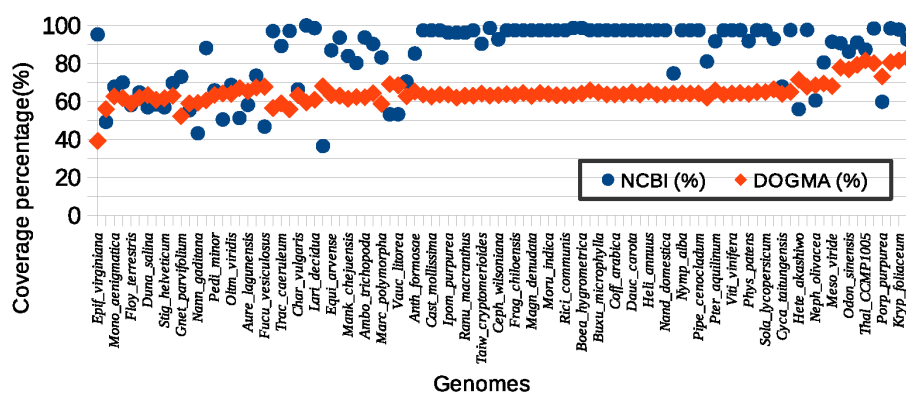 Coverage percentage(%)
100
80
60
40
20
0
NCBI (%)
DOGMA (%)
Epif_virginiana
Mono_aenigmatica
Floy_terrestris
Duna_salina
Stig_helveticum
Gnet_parvifolium
Nann_gaditana
Pedi_minor
Oltm_viridis
Aure_lagunensis
Fucu_vesiculosus
Trac_caeruleum
Char_vulgaris
Lari_decidua
Equi_arvense
Mank_chejuensis
Ambo_trichopoda
Marc_polymorpha
Vauc_litorea
Anth_formosae
Cast_mollissima
Ipom_purpurea
Ranu_macranthus
Taiw_cryptomerioides
Ceph_wilsoniana
Frag_chiloensis
Magn_denudata
Moru_indica
Rici_communis
Boea_hygrometrica
Buxu_microphylla
Coff_arabica
Dauc_carota
Heli_annuus
Nand_domestica
Nymp_alba
Pipe_cenocladum
Pter_aquilinum
Viti_vinifera
Phys_patens
Sola_lycopersicum
Cyca_taitungensis
Hete_akashiwo
Neph_olivacea
Meso_viride
Odon_sinensis
Thal_CCMP1005
Porp_purpurea
Kryp_foliaceum
Genomes